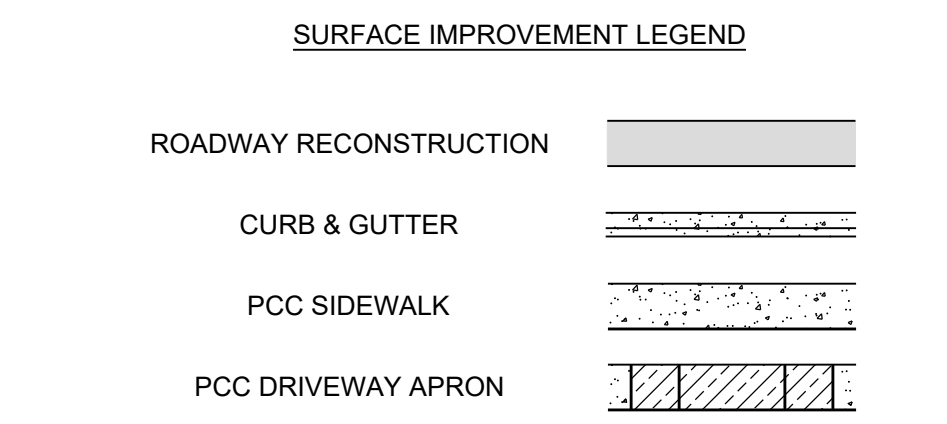 SURFACE IMPROVEMENT LEGEND
ROADWAY RECONSTRUCTION
CURB & GUTTER
PCC SIDEWALK
PCC DRIVEWAY APRON